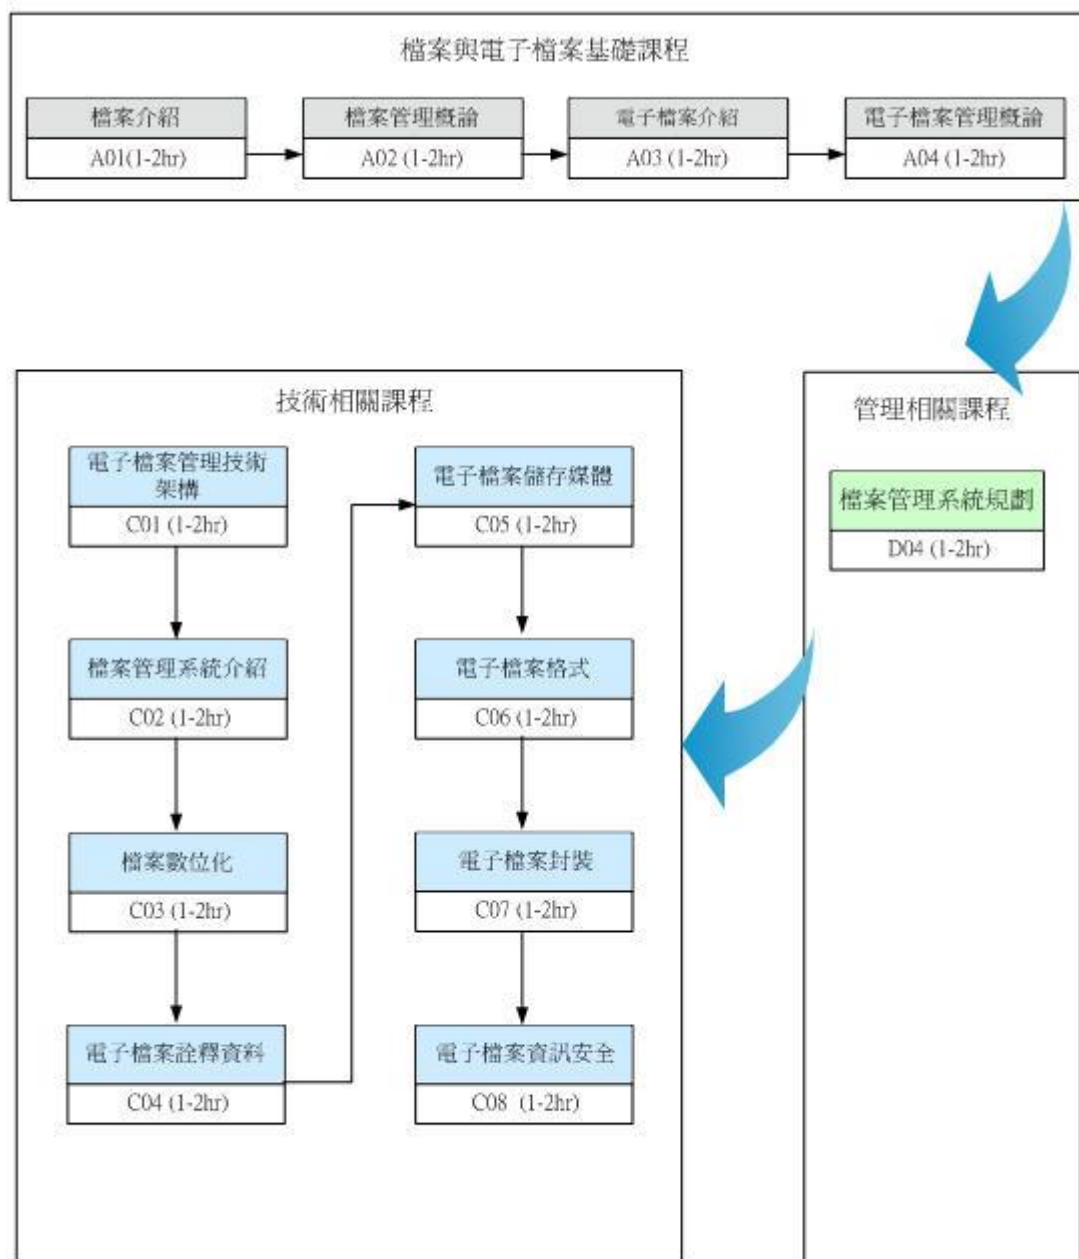 檔案與電子檔案基礎課程
檔案介紹
A01(1-2hr)
檔案管理概論
A02 (1-2hr)
電子檔案介紹
A03 (1-2hr)
電子檔案管理概論
A04 (1-2hr)
管理相關課程
檔案管理系統規劃
D04 (1-2hr)
技術相關課程
電子檔案管理技術
架構
C01 (1-2hr)
檔案管理系統介紹
C02 (1-2hr)
檔案數位化
C03 (1-2hr)
電子檔案詮釋資料
C04 (1-2hr)
電子檔案儲存媒體
C05 (1-2hr)
電子檔案格式
C06 (1-2hr)
電子檔案封裝
C07 (1-2hr)
電子檔案資訊安全
C08 (1-2hr)